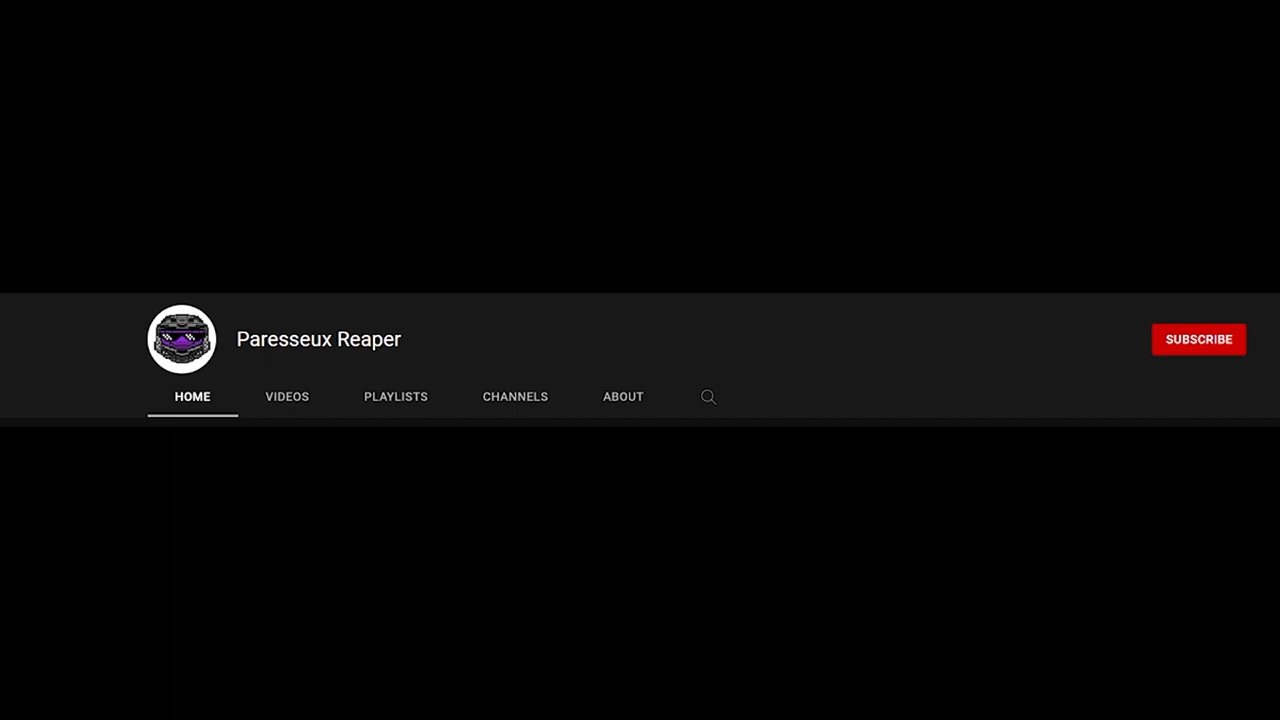 Paresseux Reaper
SUBSCRIBE
HOME VIDEOS PLAYLISTS CHANNELS ABOUT